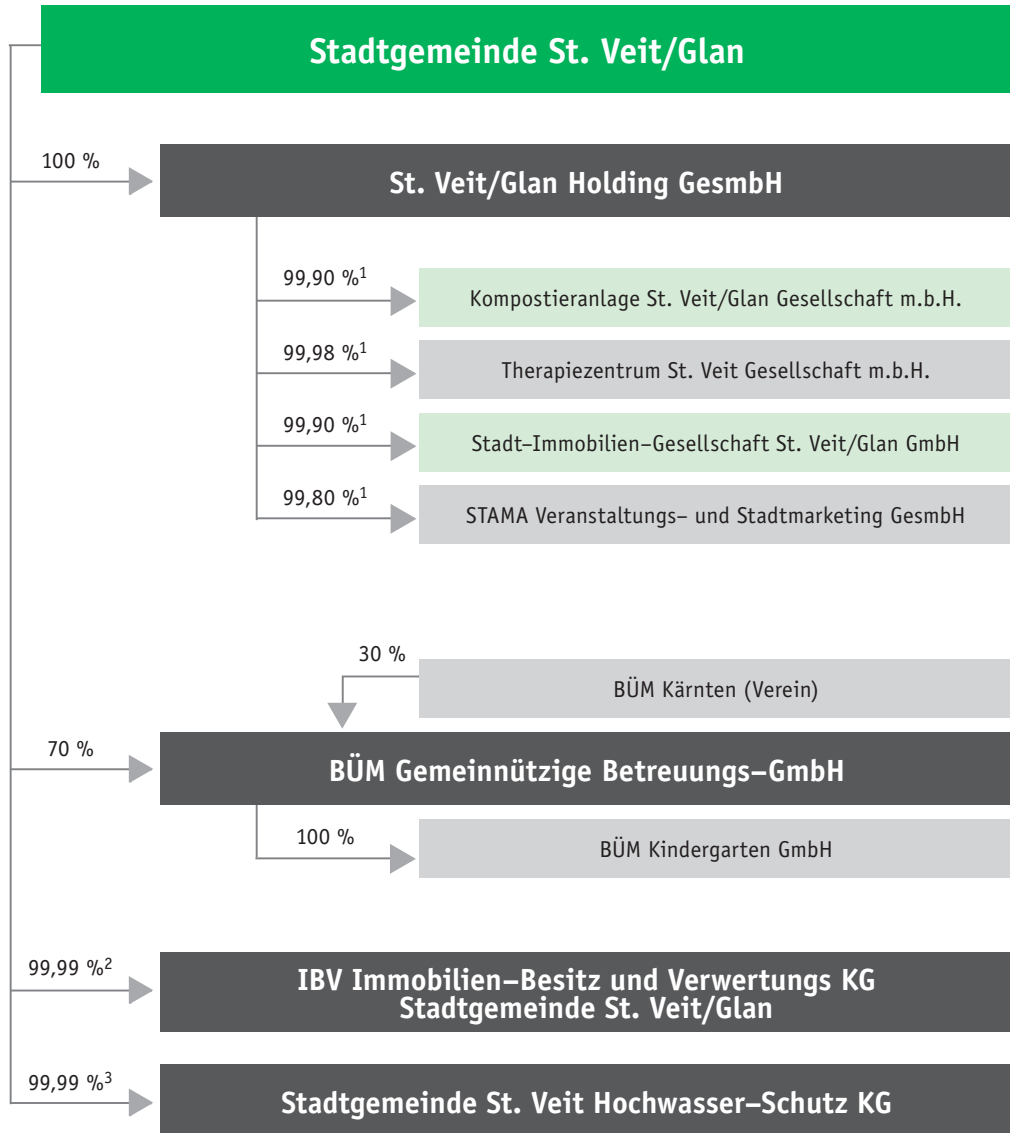 Stadtgemeinde St. Veit/Glan
100 %
St. Veit/Glan Holding GesmbH
99,90 %¹
Kompostieranlage St. Veit/Glan Gesellschaft m.b.H.
99,98 %¹
Therapiezentrum St. Veit Gesellschaft m.b.H.
99,90 %¹
Stadt–Immobilien–Gesellschaft St. Veit/Glan GmbH
99,80 %¹
STAMA Veranstaltungs– und Stadtmarketing GesmbH
30 %
BÜM Kärnten (Verein)
70 %
BÜM Gemeinnützige Betreuungs–GmbH
100 %
BÜM Kindergarten GmbH
99,99 %²
IBV Immobilien–Besitz und Verwertungs KG
Stadtgemeinde St. Veit/Glan
99,99 %³
Stadtgemeinde St. Veit Hochwasser–Schutz KG